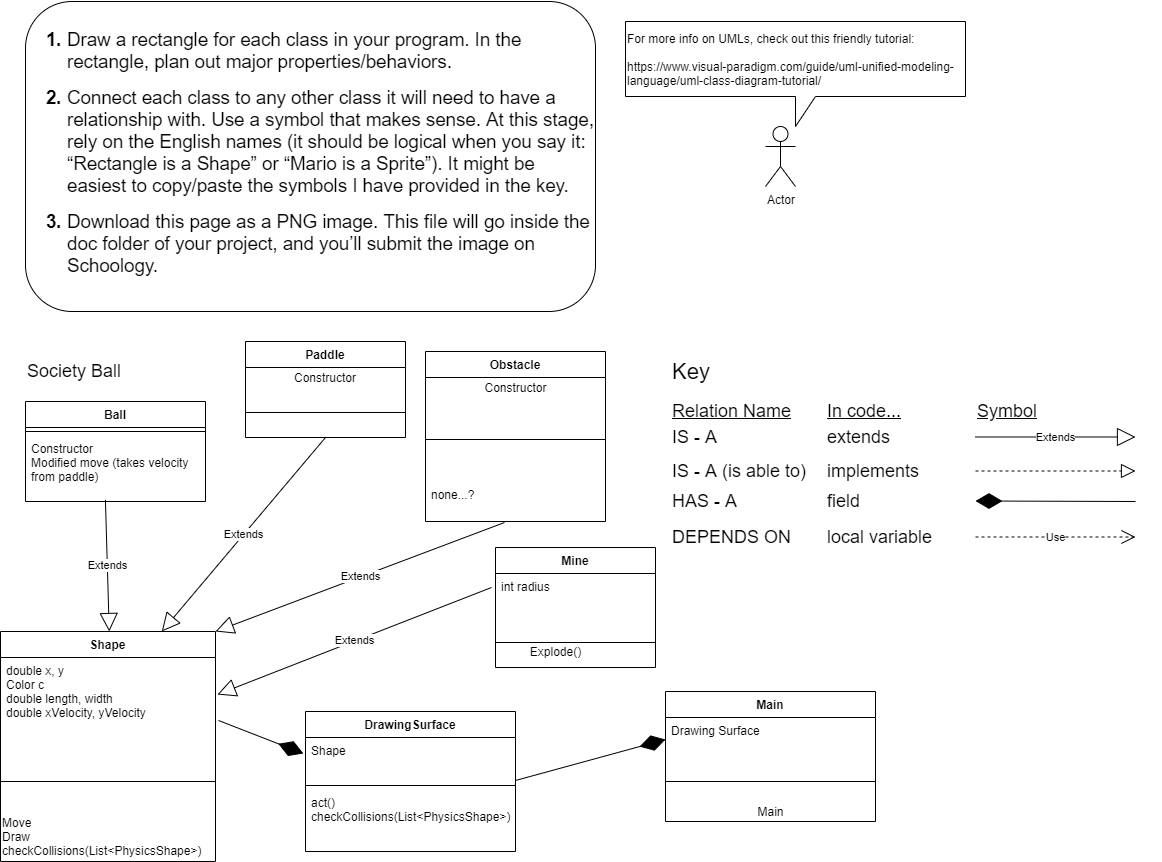 1. Draw a rectangle for each class in your program. In the
rectangle, plan out major properties/behaviors.
2. Connect each class to any other class it will need to have a
relationship with. Use a symbol that makes sense. At this stage,
rely on the English names (it should be logical when you say it:
“Rectangle is a Shape” or “Mario is a Sprite”). It might be
easiest to copy/paste the symbols I have provided in the key.
3. Download this page as a PNG image. This file will go inside the
doc folder of your project, and you’ll submit the image on
Schoology.
For more info on UMLs, check out this friendly tutorial:
https://www.visual-paradigm.com/guide/uml-unified-modeling-
language/uml-class-diagram-tutorial/
Actor
Society Ball
Ball
Constructor
Modified move (takes velocity
from paddle)
Paddle
Constructor
Obstacle
Constructor
none...?
Key
Relation Name In code... Symbol
IS - A extends Extends
IS - A (is able to) implements
HAS - A field
DEPENDS ON local variable Use
Extends
Extends
Extends
Extends
Mine
int radius
Explode()
Shape
double x, y
Color c
double length, width
double xVelocity, yVelocity
Move
Draw
checkCollisions(List<PhysicsShape>)
DrawingSurface
Shape
act()
checkCollisions(List<PhysicsShape>)
Main
Drawing Surface
Main